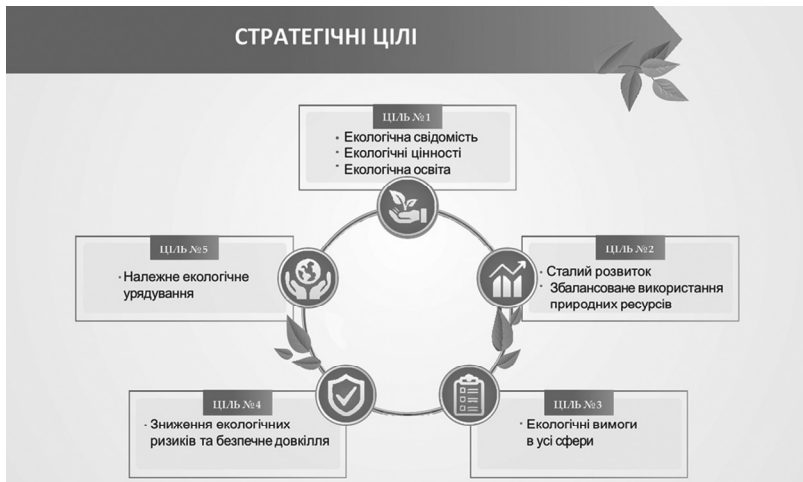 СТРАТЕГІЧНІ ЦІЛІ
ЦІЛЬ №1
• Екологічна свідомість
• Екологічні цінності
• Екологічна освіта
ЦІЛЬ №2
• Сталий розвиток
• Збалансоване використання
природних ресурсів
ЦІЛЬ №3
• Екологічні вимоги
в усі сфери
ЦІЛЬ №4
- Зниження екологічних
ризиків та безпечне довкілля
ЦІЛЬ №5
• Належне екологічне
урядування